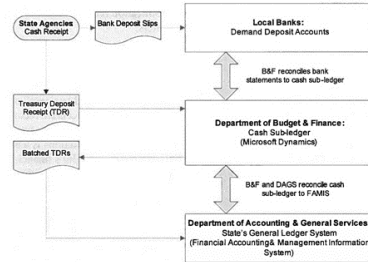 State Agencies
Cash Receipt
Bank Deposit Slips
Local Banks:
Demand Deposit Accounts
B&F reconciles bank
statements to cash sub-ledger
Treasury Deposit
Receipt (TDR)
Department of Budget & Finance:
Cash Sub-ledger
(Microsoft Dynamics)
Batched TDRs
B&F and DAGS reconcile cash
sub-ledger to FAMIS
Department of Accounting & General Services:
State's General Ledger System
(Financial Accounting& Management Information
System)